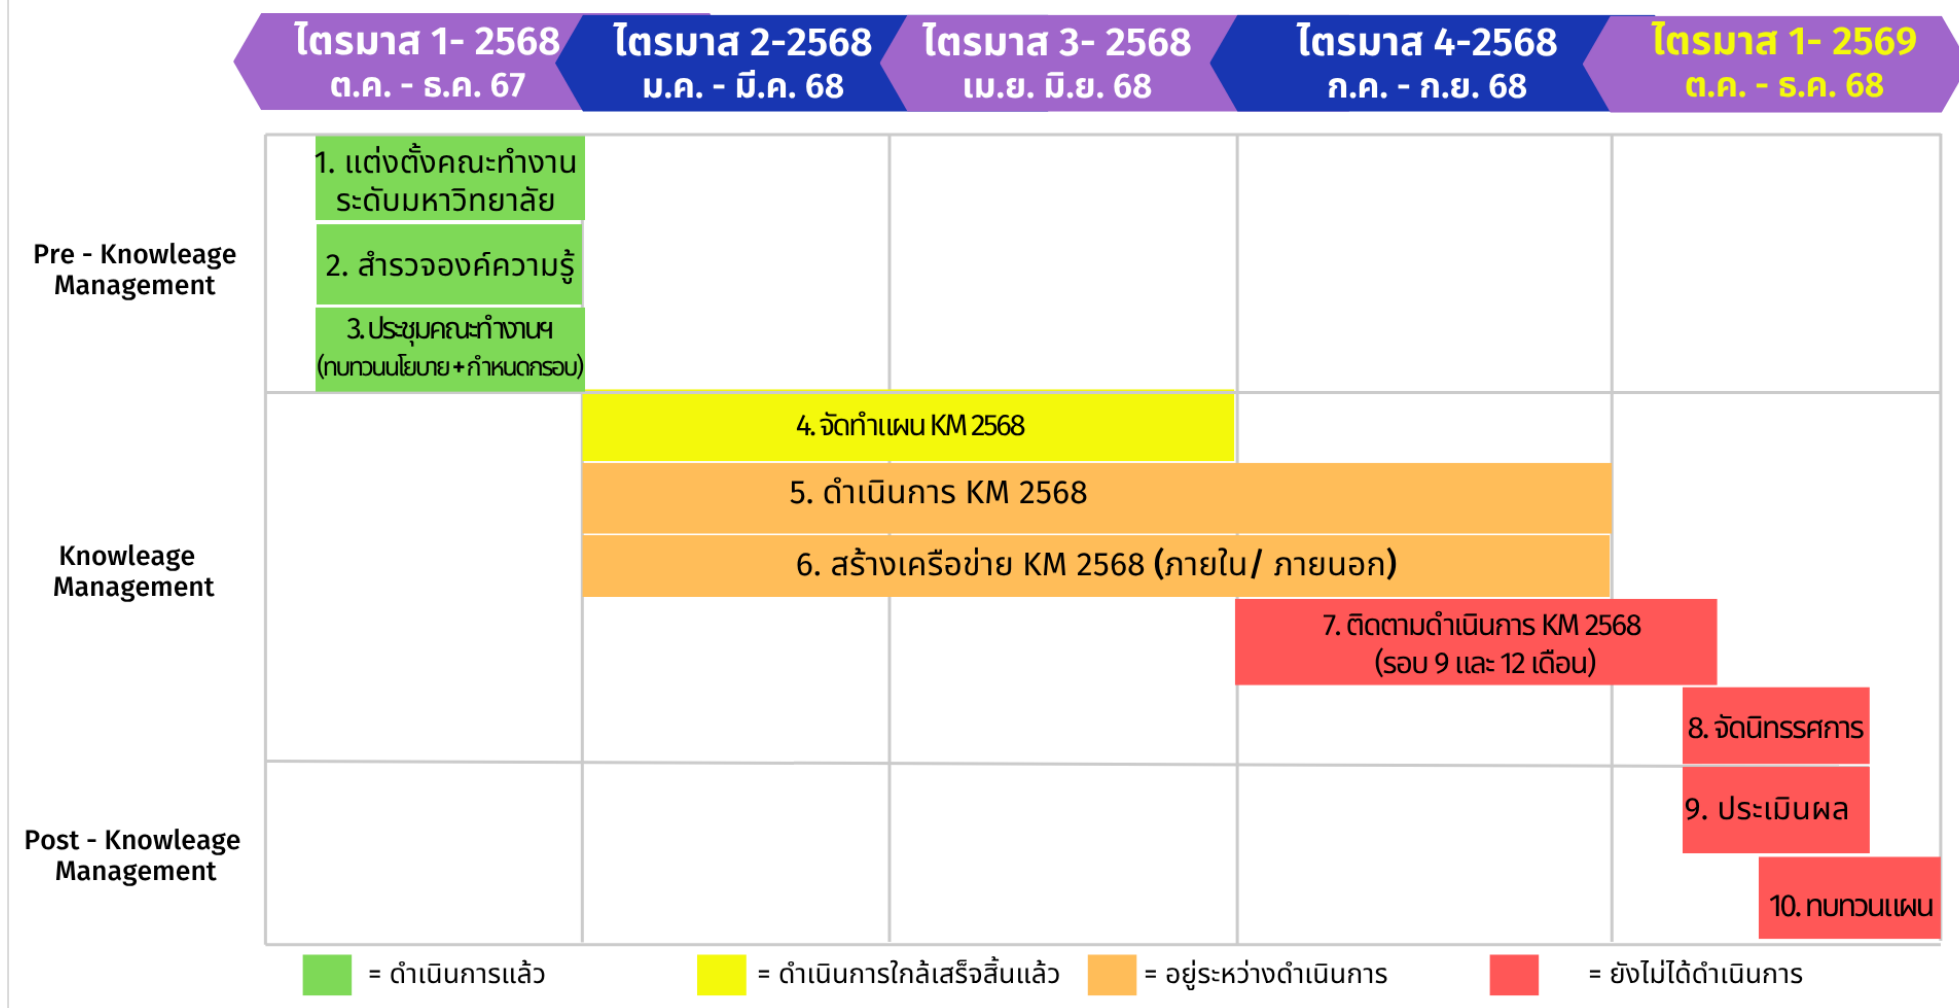 ไตรมาส 1- 2568
ต.ค. - ธ.ค. 67
ไตรมาส 2-2568
ม.ค. - มี.ค. 68
ไตรมาส 3- 2568
เม.ย. มิ.ย. 68
ไตรมาส 4-2568
ก.ค. - ก.ย. 68
ไตรมาส 1- 2569
ต.ค. - ธ.ค. 68
Pre - Knowleage
Management
1. แต่งตั้งคณะทำงาน
ระดับมหาวิทยาลัย
2. สำรวจองค์ความรู้
3. ประชุมคณะทำงานฯ
(ทบทวนนโยบาย + กำหนดกรอบ)
Knowleage
Management
4. จัดทำแผน KM 2568
5. ดำเนินการ KM 2568
6. สร้างเครือข่าย KM 2568 (ภายใน/ ภายนอก)
7. ติดตามดำเนินการ KM 2568
(รอบ 9 และ 12 เดือน)
8. จัดนิทรรศการ
Post - Knowleage
Management
9. ประเมินผล
10. ทบทวนแผน
= ดำเนินการแล้ว
= ดำเนินการใกล้เสร็จสิ้นแล้ว
= อยู่ระหว่างดำเนินการ
= ยังไม่ได้ดำเนินการ